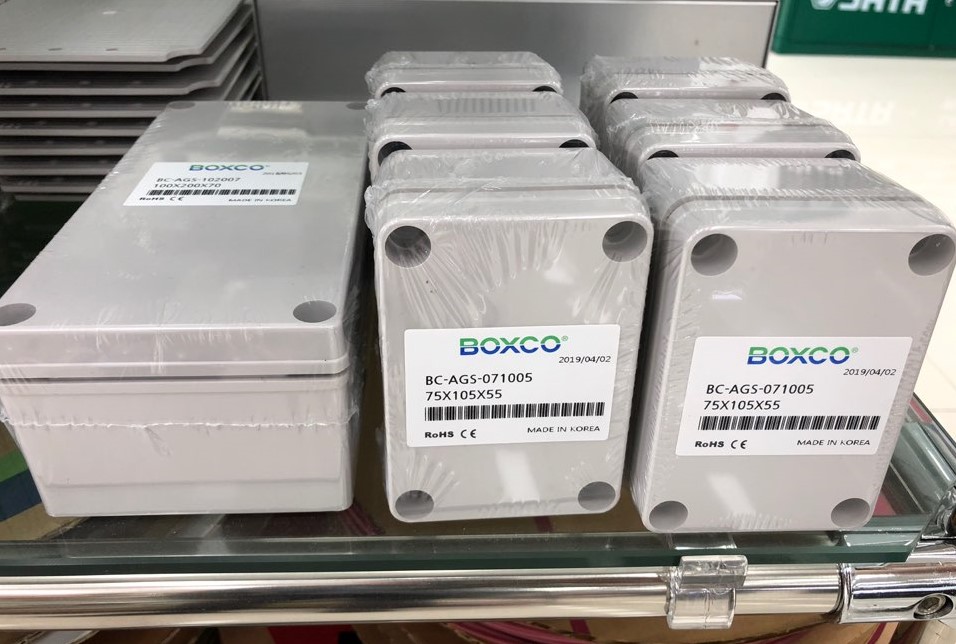 SATA
BOXCO®
BC-AGS-102007
100X200X70
RoHS CE
MADE IN KOREA
BOXCO®
2019/04/02
BC-AGS-071005
75X105X55
RoHS CE
MADE IN KOREA
BOXCO®
2019/04/02
BC-AGS-071005
75X105X55
RoHS CE
MADE IN KOREA